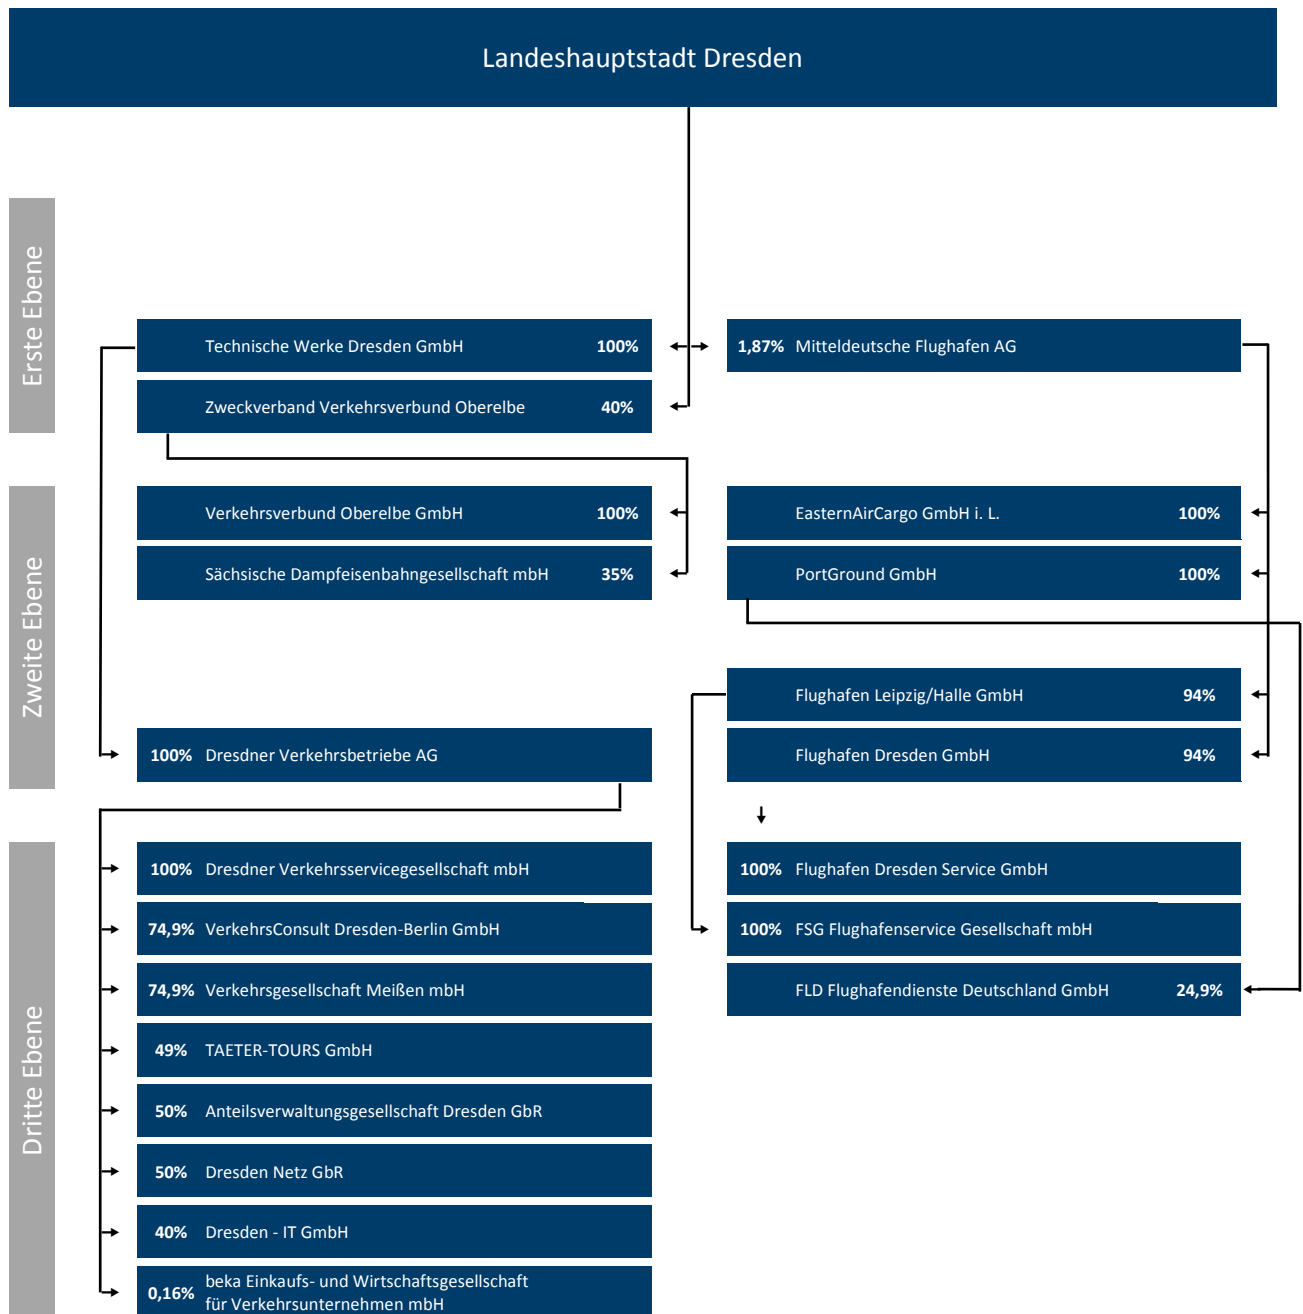 Landeshauptstadt Dresden
Erste Ebene
Technische Werke Dresden GmbH 100%
1,87% Mitteldeutsche Flughafen AG
Zweckverband Verkehrsverbund Oberelbe 40%
Zweite Ebene
Verkehrsverbund Oberelbe GmbH 100%
EasternAirCargo GmbH i. L. 100%
Sächsische Dampfeisenbahngesellschaft mbH 35%
PortGround GmbH 100%
Flughafen Leipzig/Halle GmbH 94%
100% Dresdner Verkehrsbetriebe AG
Flughafen Dresden GmbH 94%
Dritte Ebene
100% Dresdner Verkehrsservicegesellschaft mbH
100% Flughafen Dresden Service GmbH
74,9% VerkehrsConsult Dresden-Berlin GmbH
100% FSG Flughafenservice Gesellschaft mbH
74,9% Verkehrsgesellschaft Meißen mbH
FLD Flughafendienste Deutschland GmbH 24,9%
49% TAETER-TOURS GmbH
50% Anteilsverwaltungsgesellschaft Dresden GbR
50% Dresden Netz GbR
40% Dresden - IT GmbH
0,16% beka Einkaufs- und Wirtschaftsgesellschaft
für Verkehrsunternehmen mbH